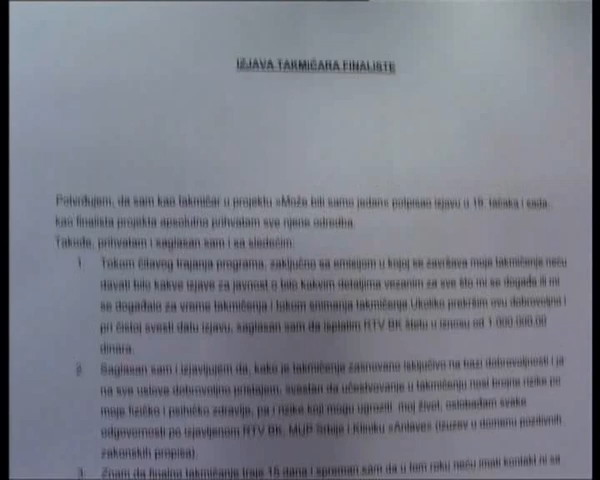 IZJAVA TAKMIČARA FINALISTE
Potvrđujem, da sam kao takmičar u projektu »Može biti samo jedan« potpisao izjavu u 18. tačaka i sada,
kao finalista projekta apsolutno prihvatam sve njene odredba.
Takođe, prihvatam i saglasan sam i sa sledećim:
1. Tokom čitavog trajanja programa, zaključno sa emisijom u kojoj se završava moje takmičenje neću
davati bilo kakve izjave za javnost o bilo kakvim detaljima vezanim za sve što mi se događa ili mi
se događalo za vreme takmičenja i tokom snimanja takmičenja. Ukoliko prekršim ovu dobrovoljnu i
pri čistoj svesti datu izjavu, saglasan sam da isplatim RTV BK štetu u iznosu od 1 000 000,00
dinara.
2. Saglasan sam i izjavljujem da, kako je takmičenje zasnovano isključivo na bazi dobrovoljnosti i ja
na sve uslove dobrovoljno pristajem, svestan da učestvovanje u takmičenju nosi brojne rizike po
moje fizičko i psihičko zdravlje, pa i rizike koji mogu ugroziti moj život, oslobađam svake
odgovornosti po izjavljenom RTV BK, MUP Srbije i Kliniku »Anlave« (izuzev u domenu pozitivnih
zakonskih propisa).
3. Znam da finalno takmičenje traje 15 dana i spreman sam da u tom roku neću imati kontakt ni sa